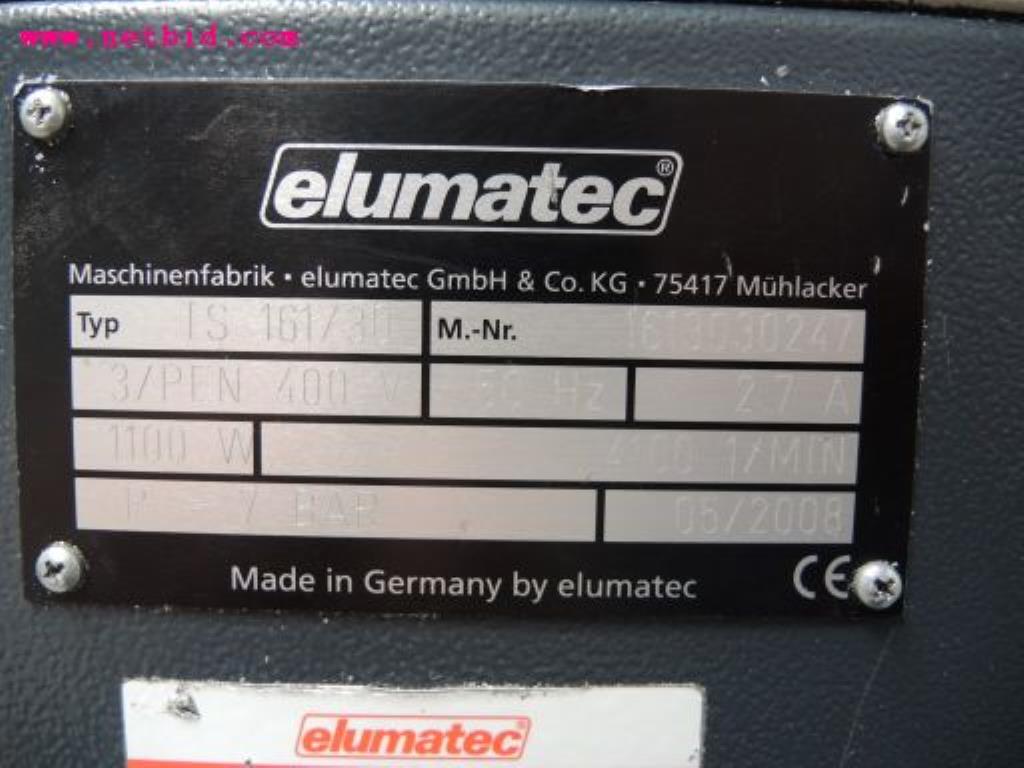 www.netbid.com
elumatec®
Maschinenfabrik · elumatec GmbH & Co. KG · 75417 Mühlacker
Typ TS 161/30 M.-Nr. 1613030247
3/PEN 400 V 50 Hz 2.7 A
1100 W 1/MIN
P = 7 BAR 05/2008
Made in Germany by elumatec CE
elumatec